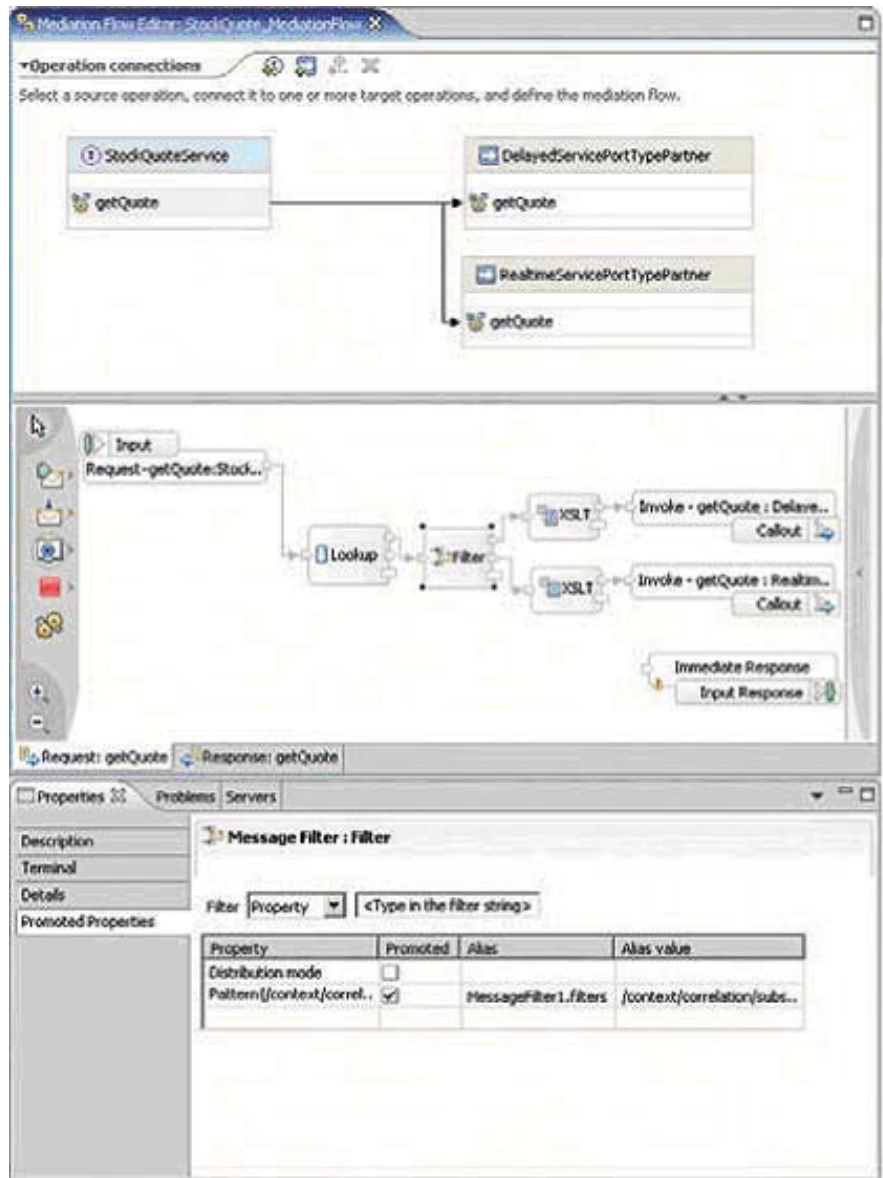 Mediation Flow Editor: StockQuote_MediationFlow
Operation connections
Select a source operation, connect it to one or more target operations, and define the mediation flow.
StockQuoteService
getQuote
DelayedServicePortTypePartner
getQuote
RealtimeServicePortTypePartner
getQuote
Input
Request-getQuote:Stock...
Lookup
Filter
XSLT
Invoke - getQuote : Delaye...
Callout
XSLT
Invoke - getQuote : Realtim...
Callout
Immediate Response
Input Response
Request: getQuote Response: getQuote
Properties Problems Servers
Description
Terminal
Details
Promoted Properties
Message Filter : Filter
Filter Property <Type in the filter string>
Property Promoted Alias Alias value
Distribution mode
Pattern(/context/correl... MessageFilter1.filters /context/correlation/subs...